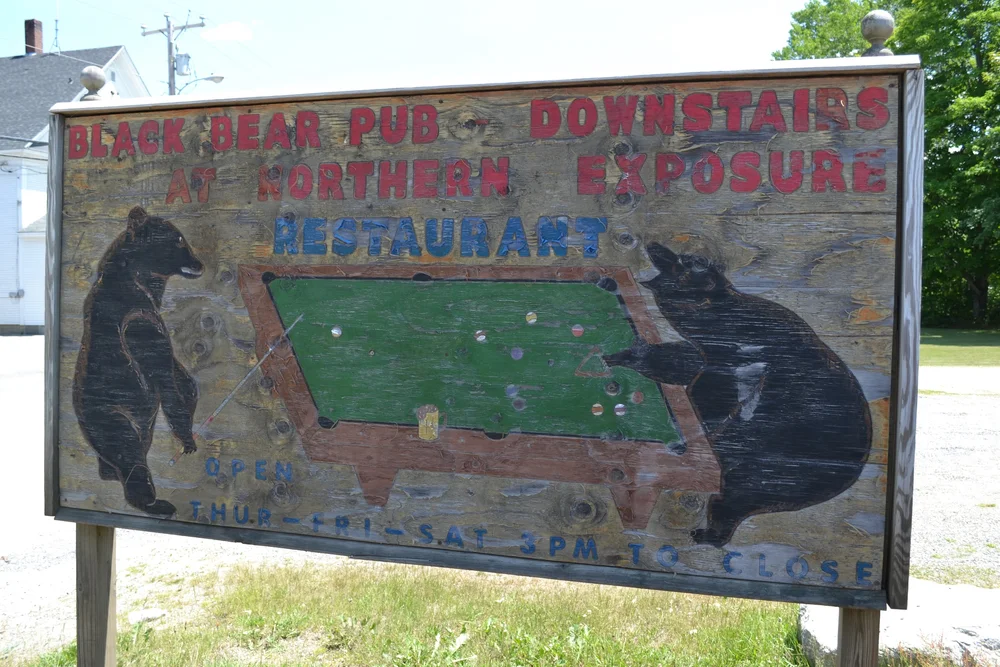 BLACK BEAR PUB - DOWNSTAIRS
AT NORTHERN EXPOSURE
RESTAURANT
OPEN
THUR-FRI-SAT 3PM TO CLOSE